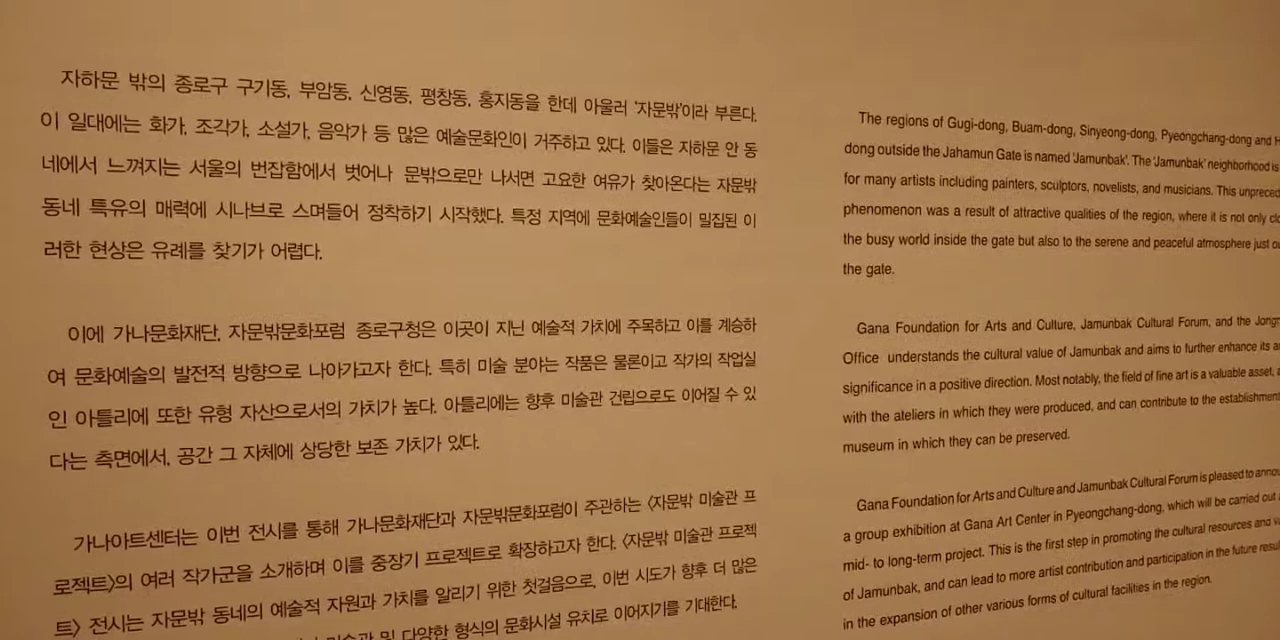 자하문 밖의 종로구 구기동, 부암동, 신영동, 평창동, 홍지동을 한데 아울러 '자문밖'이라 부른다.
이 일대에는 화가, 조각가, 소설가, 음악가 등 많은 예술문화인이 거주하고 있다. 이들은 자하문 안 동
네에서 느껴지는 서울의 번잡함에서 벗어나 문밖으로만 나서면 고요한 여유가 찾아온다는 자문밖
동네 특유의 매력에 시나브로 스며들어 정착하기 시작했다. 특정 지역에 문화예술인들이 밀집된 이
러한 현상은 유례를 찾기가 어렵다.
이에 가나문화재단, 자문밖문화포럼 종로구청은 이곳이 지닌 예술적 가치에 주목하고 이를 계승하
여 문화예술의 발전적 방향으로 나아가고자 한다. 특히 미술 분야는 작품은 물론이고 작가의 작업실
인 아틀리에 또한 유형 자산으로서의 가치가 높다. 아틀리에는 향후 미술관 건립으로도 이어질 수 있
다는 측면에서, 공간 그 자체에 상당한 보존 가치가 있다.
가나아트센터는 이번 전시를 통해 가나문화재단과 자문밖문화포럼이 주관하는 〈자문밖 미술관 프
로젝트〉의 여러 작가군을 소개하며 이를 중장기 프로젝트로 확장하고자 한다. 〈자문밖 미술관 프로젝
트〉 전시는 자문밖 동네의 예술적 자원과 가치를 알리기 위한 첫걸음으로, 이번 시도가 향후 더 많은
미술관 및 다양한 형식의 문화시설 유치로 이어지기를 기대한다.
The regions of Gugi-dong, Buam-dong, Sinyeong-dong, Pyeongchang-dong and H
dong outside the Jahamun Gate is named 'Jamunbak'. The 'Jamunbak' neighborhood is
for many artists including painters, sculptors, novelists, and musicians. This unpreced
phenomenon was a result of attractive qualities of the region, where it is not only clo
the busy world inside the gate but also to the serene and peaceful atmosphere just ou
the gate.
Gana Foundation for Arts and Culture, Jamunbak Cultural Forum, and the Jong
Office understands the cultural value of Jamunbak and aims to further enhance its a
significance in a positive direction. Most notably, the field of fine art is a valuable asset, a
with the ateliers in which they were produced, and can contribute to the establishment
museum in which they can be preserved.
Gana Foundation for Arts and Culture and Jamunbak Cultural Forum is pleased to annou
a group exhibition at Gana Art Center in Pyeongchang-dong, which will be carried out
mid- to long-term project. This is the first step in promoting the cultural resources and v
of Jamunbak, and can lead to more artist contribution and participation in the future resul
in the expansion of other various forms of cultural facilities in the region.